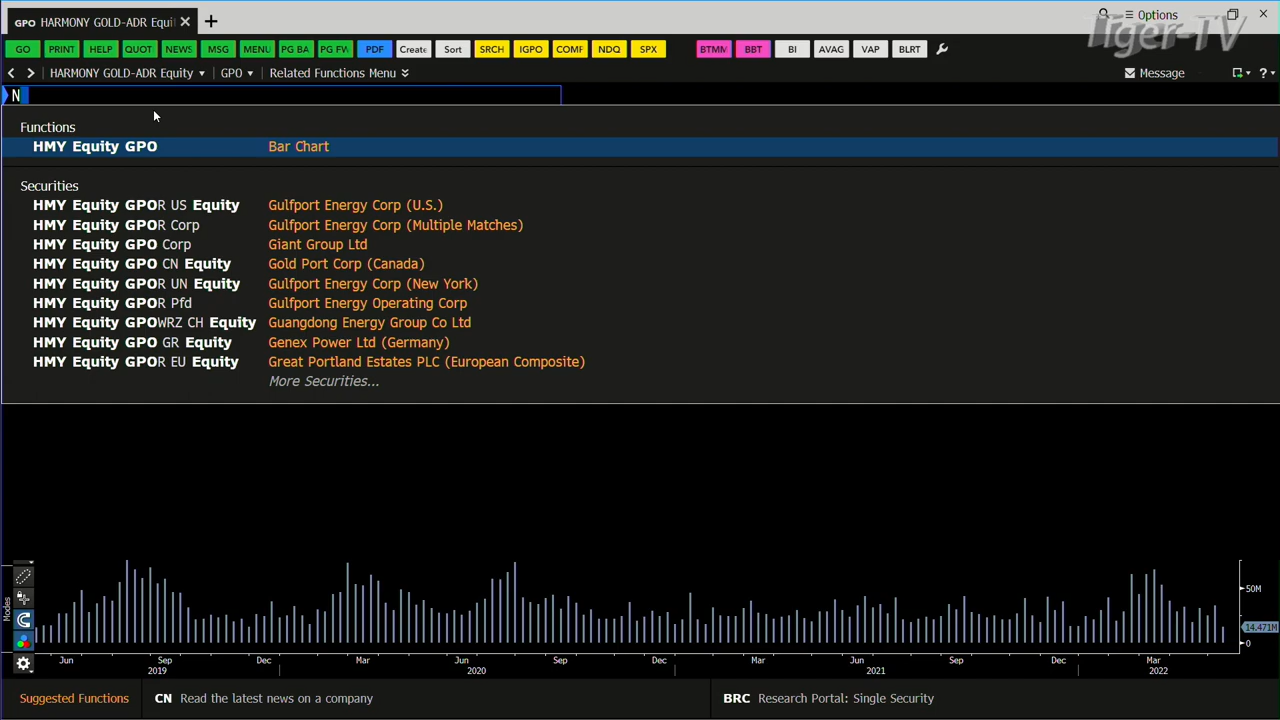 GPO HARMONY GOLD-ADR Equi
Options
Tiger-TV
GO PRINT HELP QUOT NEWS MSG MENU PG BA PG FW PDF Create Sort SRCH IGPO COMF NDQ SPX BTMM BBT BI AVAG VAP BLRT
HARMONY GOLD-ADR Equity GPO Related Functions Menu Message ?
N
Functions
HMY Equity GPO Bar Chart
Securities
HMY Equity GPOR US Equity Gulfport Energy Corp (U.S.)
HMY Equity GPOR Corp Gulfport Energy Corp (Multiple Matches)
HMY Equity GPO Corp Giant Group Ltd
HMY Equity GPO CN Equity Gold Port Corp (Canada)
HMY Equity GPOR UN Equity Gulfport Energy Corp (New York)
HMY Equity GPOR Pfd Gulfport Energy Operating Corp
HMY Equity GPOWRZ CH Equity Guangdong Energy Group Co Ltd
HMY Equity GPO GR Equity Genex Power Ltd (Germany)
HMY Equity GPOR EU Equity Great Portland Estates PLC (European Composite)
More Securities...
Modes
50M
14.471M
0
Jun Sep Dec Mar Jun Sep Dec Mar Jun Sep Dec Mar
2019 2020 2021 2022
Suggested Functions CN Read the latest news on a company BRC Research Portal: Single Security